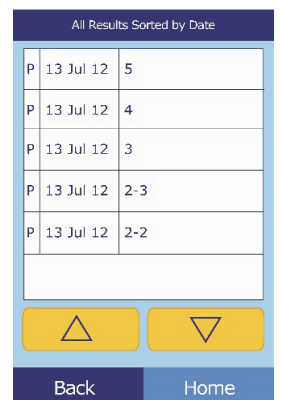 All Results Sorted by Date
P 13 Jul 12 5
P 13 Jul 12 4
P 13 Jul 12 3
P 13 Jul 12 2-3
P 13 Jul 12 2-2
Back Home